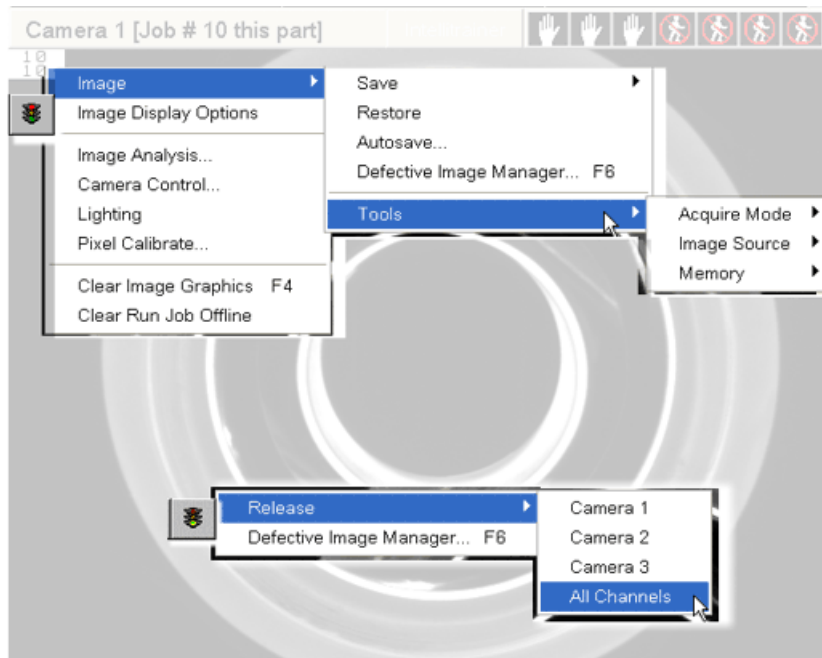 Camera 1 [Job # 10 this part]
10
10
Image
Image Display Options
Image Analysis...
Camera Control...
Lighting
Pixel Calibrate...
Clear Image Graphics F4
Clear Run Job Offline
Save
Restore
Autosave...
Defective Image Manager... F6
Tools
Acquire Mode
Image Source
Memory
Release
Defective Image Manager... F6
Camera 1
Camera 2
Camera 3
All Channels